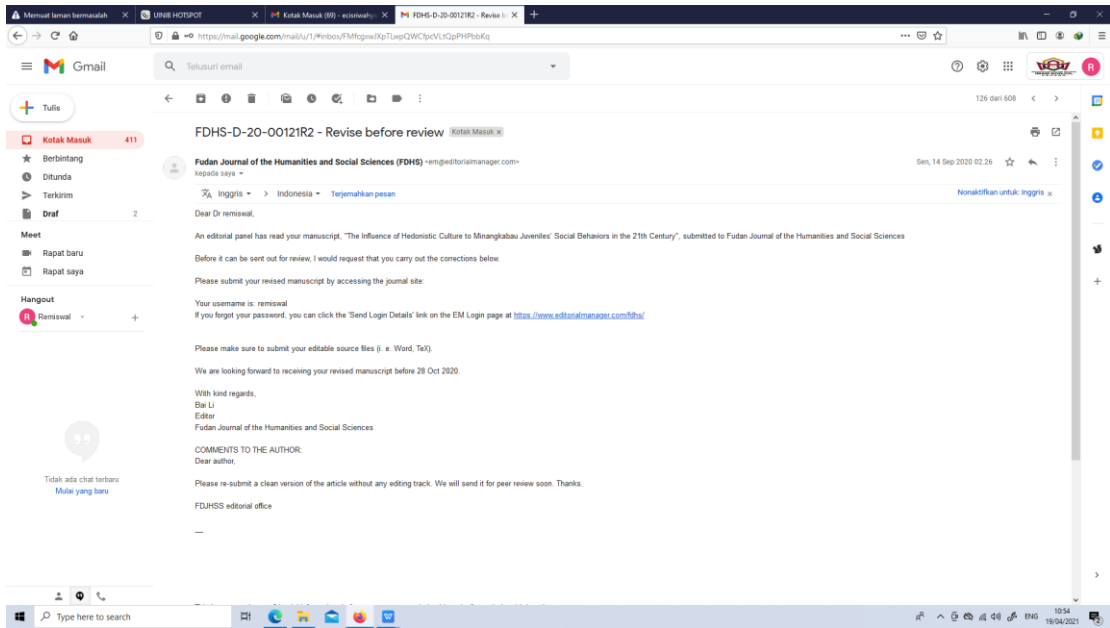 Memuat laman bermasalah
UINIB HOTSPOT
Kotak Masuk (69) - ecisriwahyu
FDHS-D-20-00121R2 - Revise be
https://mail.google.com/mail/u/1/#inbox/FMfcgxwJXpTLwpQWCfpcVLtQpPHPbbKq
Gmail
Telusuri email
Tulis
126 dari 608
Kotak Masuk 411
Berbintang
Ditunda
Terkirim
Draf 2
Meet
Rapat baru
Rapat saya
Hangout
Remiswal
Tidak ada chat terbaru
Mulai yang baru
FDHS-D-20-00121R2 - Revise before review Kotak Masuk x
Fudan Journal of the Humanities and Social Sciences (FDHS) <em@editorialmanager.com>
Sen, 14 Sep 2020 02.26
kepada saya
Inggris > Indonesia Terjemahkan pesan
Nonaktifkan untuk: Inggris x
Dear Dr remiswal,
An editorial panel has read your manuscript, "The Influence of Hedonistic Culture to Minangkabau Juveniles' Social Behaviors in the 21th Century", submitted to Fudan Journal of the Humanities and Social Sciences
Before it can be sent out for review, I would request that you carry out the corrections below.
Please submit your revised manuscript by accessing the journal site:
Your username is: remiswal
If you forgot your password, you can click the 'Send Login Details' link on the EM Login page at https://www.editorialmanager.com/fdhs/
Please make sure to submit your editable source files (i. e. Word, TeX).
We are looking forward to receiving your revised manuscript before 28 Oct 2020.
With kind regards,
Bai Li
Editor
Fudan Journal of the Humanities and Social Sciences
COMMENTS TO THE AUTHOR:
Dear author,
Please re-submit a clean version of the article without any editing track. We will send it for peer review soon. Thanks.
FDJHSS editorial office
__
Type here to search
ENG
10:54
19/04/2021